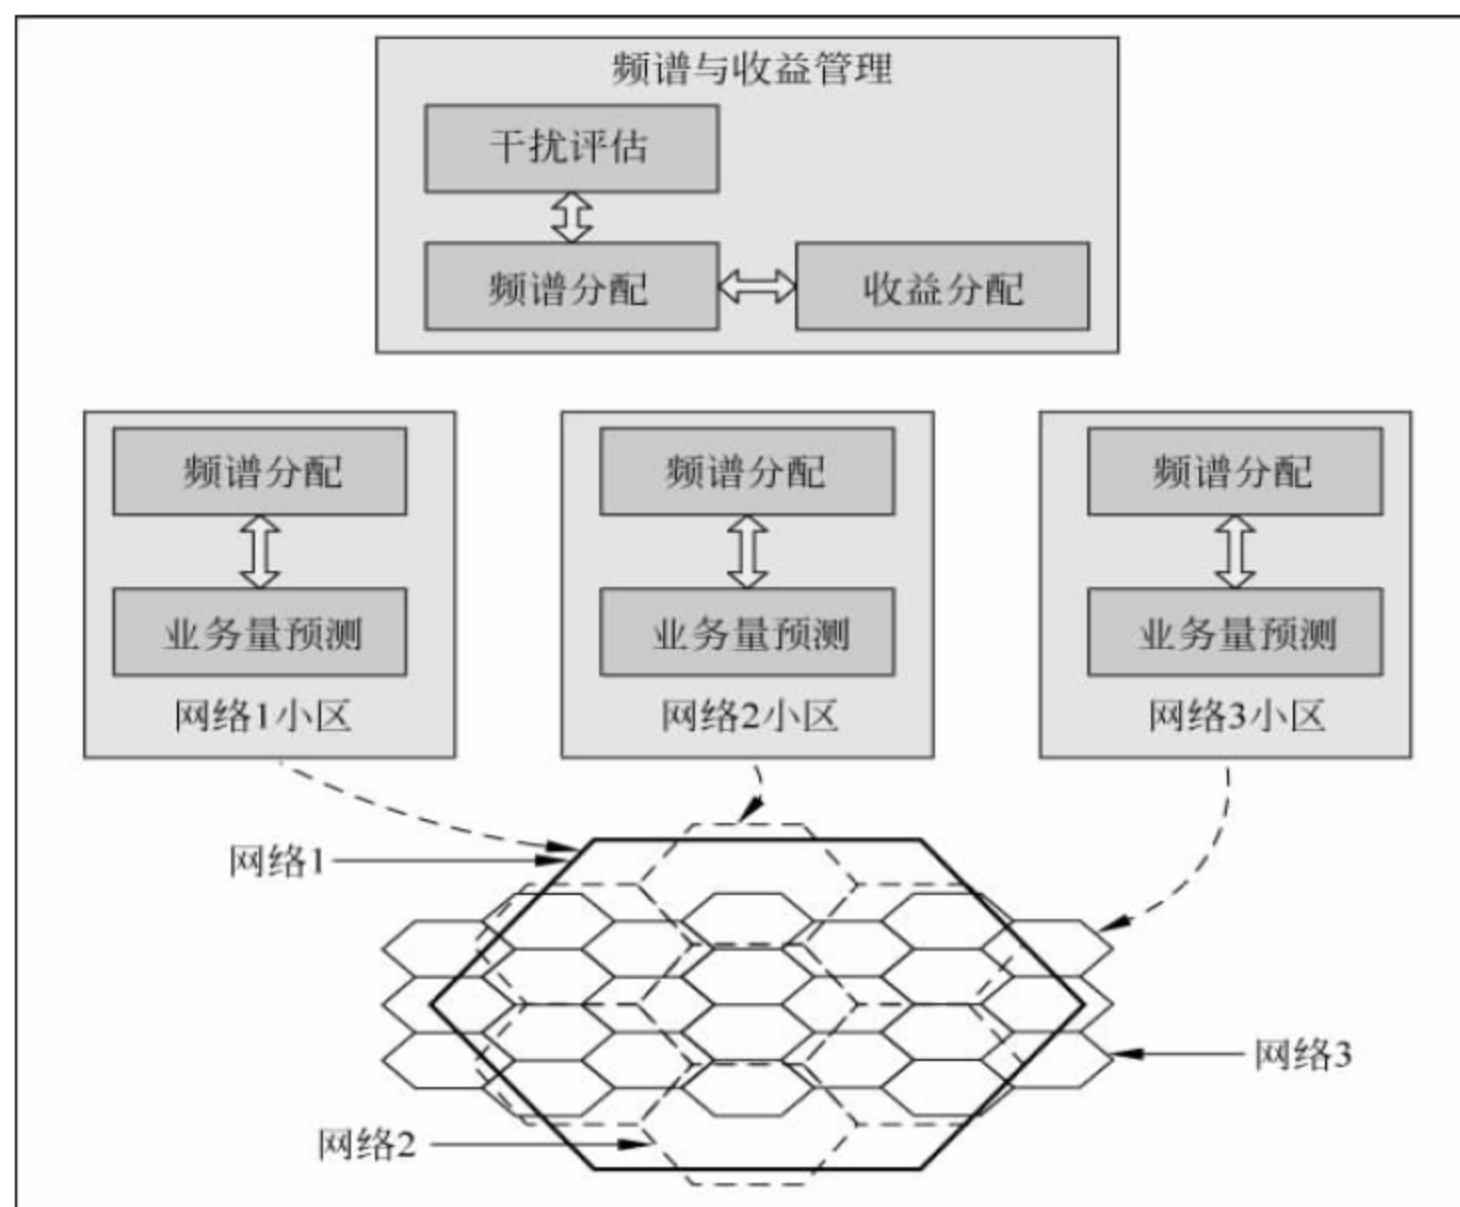 频谱与收益管理
干扰评估
频谱分配
收益分配
频谱分配
频谱分配
频谱分配
业务量预测
业务量预测
业务量预测
网络1小区
网络2小区
网络3小区
网络1
网络3
网络2